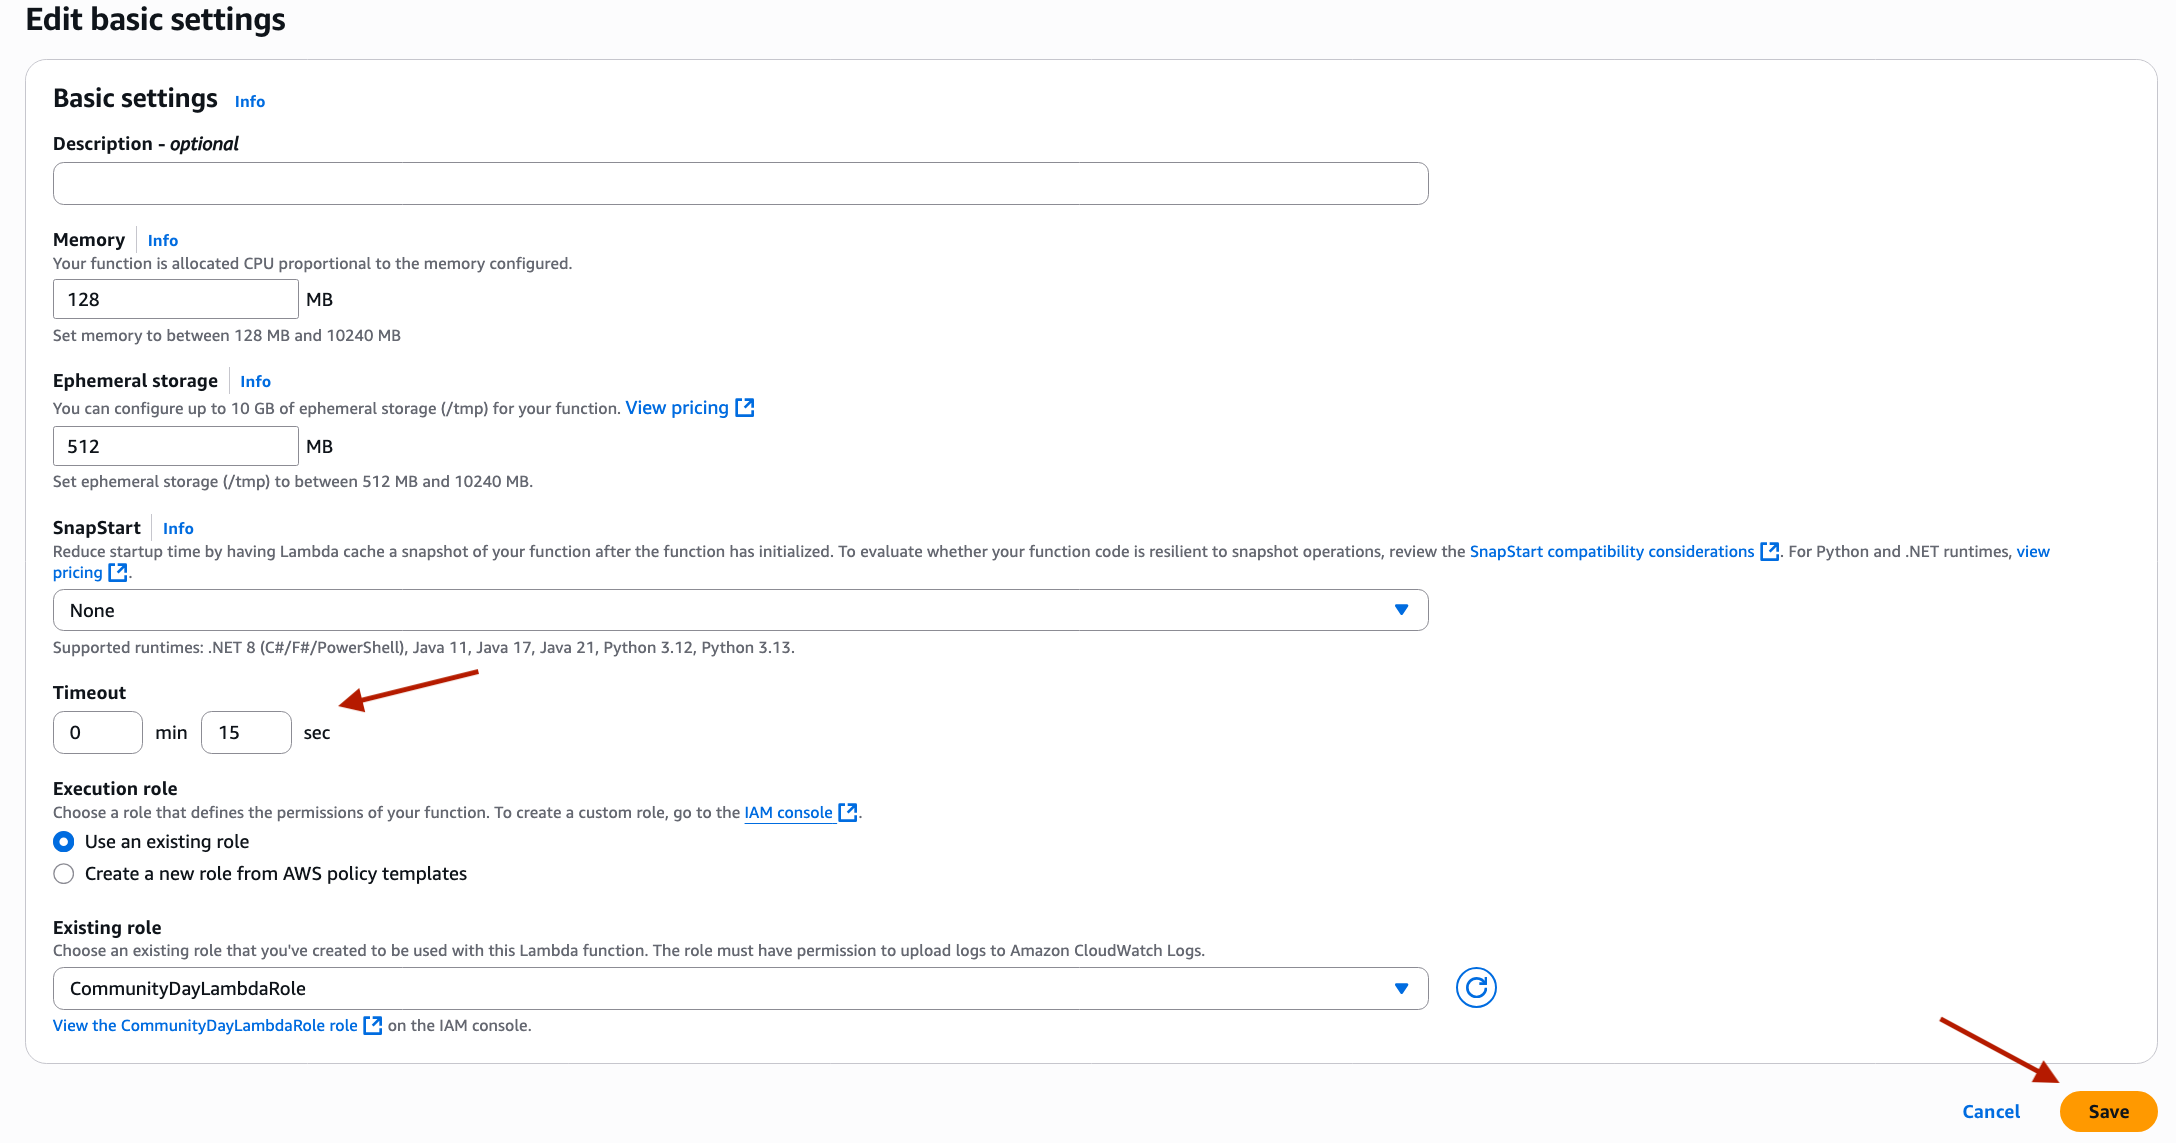 Edit basic settings
Basic settings Info
Description - optional
Memory Info
Your function is allocated CPU proportional to the memory configured.
128 MB
Set memory to between 128 MB and 10240 MB
Ephemeral storage Info
You can configure up to 10 GB of ephemeral storage (/tmp) for your function. View pricing
512 MB
Set ephemeral storage (/tmp) to between 512 MB and 10240 MB.
SnapStart Info
Reduce startup time by having Lambda cache a snapshot of your function after the function has initialized. To evaluate whether your function code is resilient to snapshot operations, review the SnapStart compatibility considerations . For Python and .NET runtimes, view
pricing .
None
Supported runtimes: .NET 8 (C#/F#/PowerShell), Java 11, Java 17, Java 21, Python 3.12, Python 3.13.
Timeout
0 min 15 sec
Execution role
Choose a role that defines the permissions of your function. To create a custom role, go to the IAM console .
Use an existing role
Create a new role from AWS policy templates
Existing role
Choose an existing role that you've created to be used with this Lambda function. The role must have permission to upload logs to Amazon CloudWatch Logs.
CommunityDayLambdaRole
View the CommunityDayLambdaRole role on the IAM console.
Cancel Save